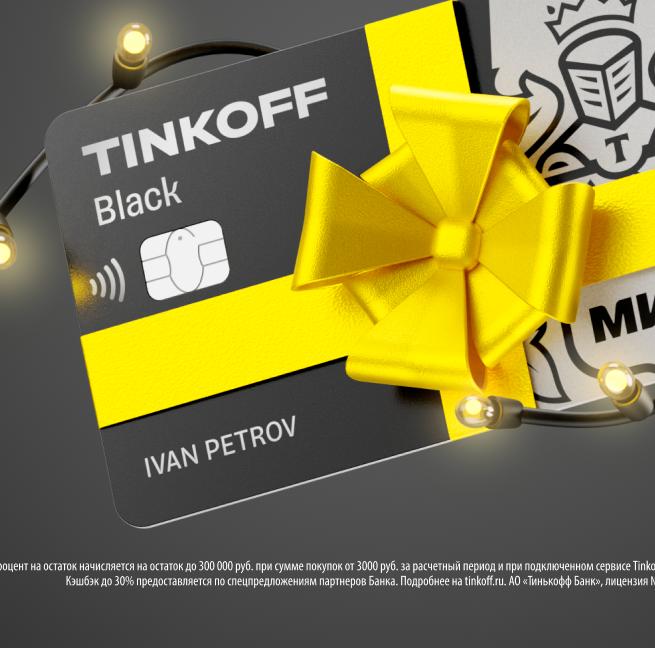 TINKOFF
Black
Т
МИ
IVAN PETROV
оцент на остаток начисляется на остаток до 300 000 руб. при сумме покупок от 3000 руб. за расчетный период и при подключенном сервисе Tinko
Кэшбэк до 30% предоставляется по спецпредложениям партнеров Банка. Подробнее на tinkoff.ru. АО «Тинькофф Банк», лицензия №